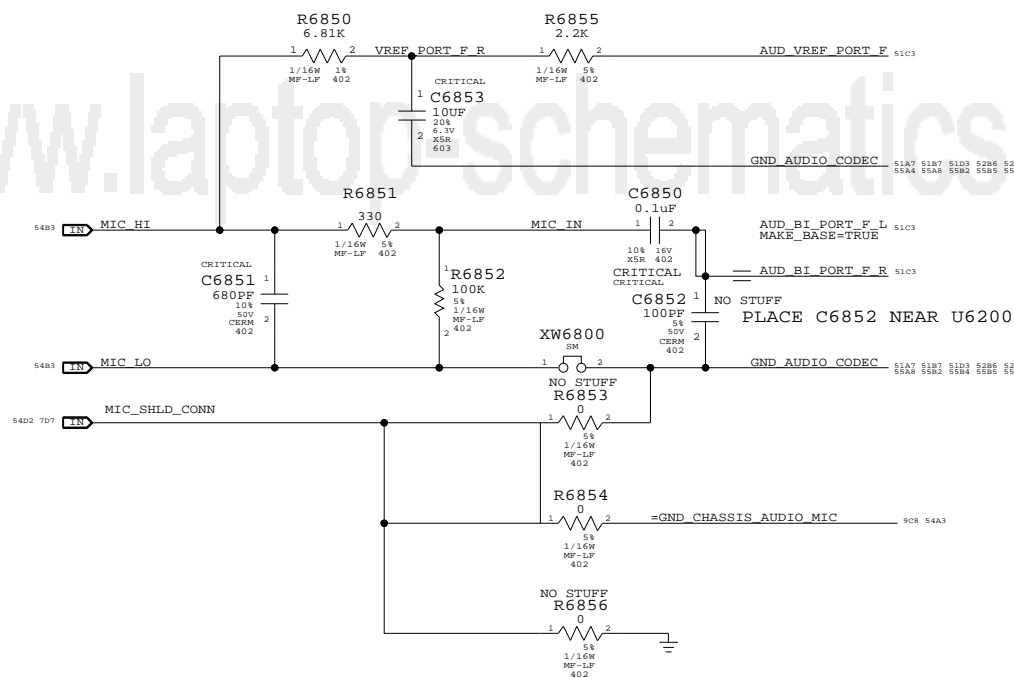 R6850
6.81K
1 2
1/16W 1%
MF-LF 402
VREF_PORT_F_R
R6855
2.2K
1 2
1/16W 5%
MF-LF 402
AUD_VREF_PORT_F 51C3
CRITICAL
1
C6853
10UF
20%
6.3V
2
X5R
603
www.laptop-schematics
GND_AUDIO_CODEC 51A7 51B7 51D3 52B6 52
55A4 55A8 55B2 55B5 55
54B3 IN MIC_HI
R6851
330
1 2
1/16W 5%
MF-LF 402
MIC_IN
C6850
0.1uF
1 2
10% 16V
X5R 402
CRITICAL
AUD_BI_PORT_F_L 51C3
MAKE_BASE=TRUE
AUD_BI_PORT_F_R 51C3
CRITICAL
C6851
1
680PF
10%
50V
2
CERM
402
1
R6852
100K
5%
1/16W
MF-LF
2
402
CRITICAL
C6852
1
100PF
5%
50V
2
CERM
402
NO STUFF
PLACE C6852 NEAR U6200
XW6800
SM
1 2
54B3 IN MIC_LO
GND_AUDIO_CODEC 51A7 51B7 51D3 52B6 52
55A8 55B2 55B4 55B5 55
NO STUFF
R6853
0
1 2
5%
1/16W
MF-LF
402
54D2 7D7 IN MIC_SHLD_CONN
R6854
0
1 2
5%
1/16W
MF-LF
402
=GND_CHASSIS_AUDIO_MIC 9C8 54A3
NO STUFF
R6856
0
1 2
5%
1/16W
MF-LF
402